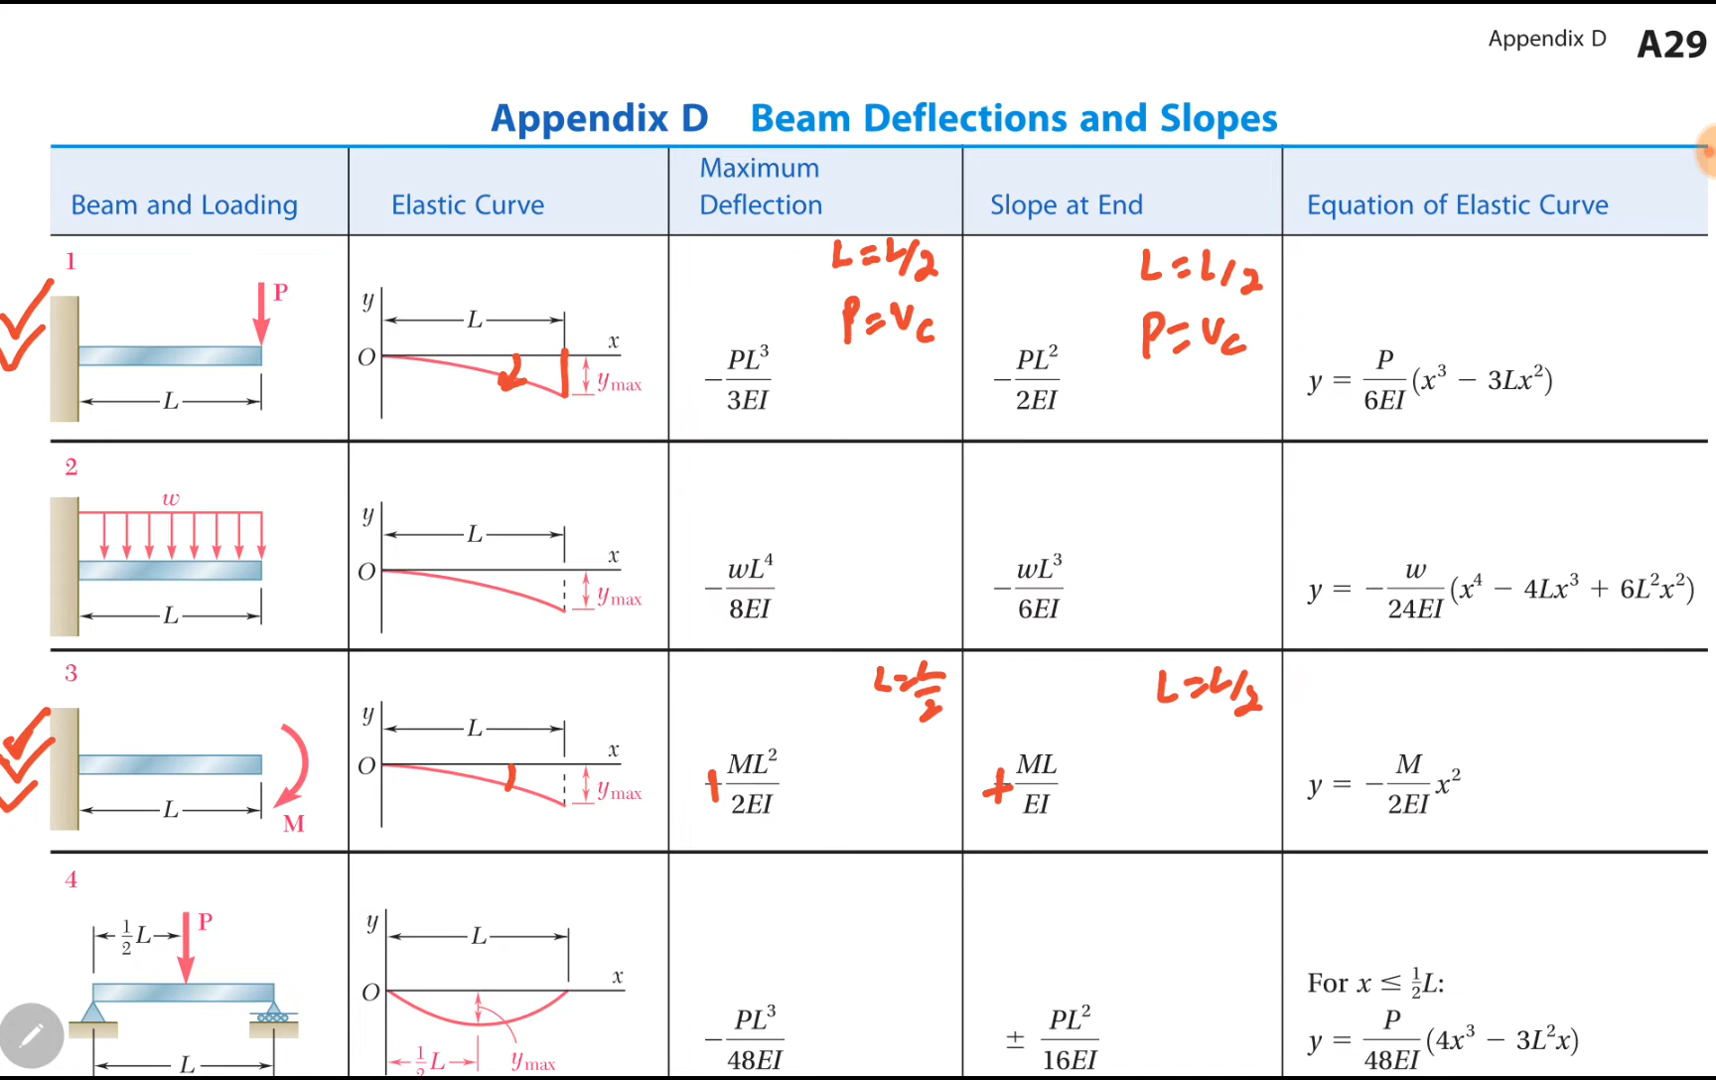 Appendix D A29
Appendix D Beam Deflections and Slopes
Beam and Loading Elastic Curve Maximum Deflection Slope at End Equation of Elastic Curve
1
P
L
y
L
x
O
ymax
L = L/2
P = Vc
−PL³/3EI
L = L/2
P = Vc
−PL²/2EI
y = P/6EI (x³ − 3Lx²)
2
w
L
y
L
x
O
ymax
−wL⁴/8EI
−wL³/6EI
y = −w/24EI (x⁴ − 4Lx³ + 6L²x²)
3
L
M
y
L
x
O
ymax
L = L/2
+ML²/2EI
L = L/2
+ML/EI
y = −M/2EI x²
4
½L
P
L
y
L
x
O
½L
ymax
−PL³/48EI
± PL²/16EI
For x ≤ ½L:
y = P/48EI (4x³ − 3L²x)